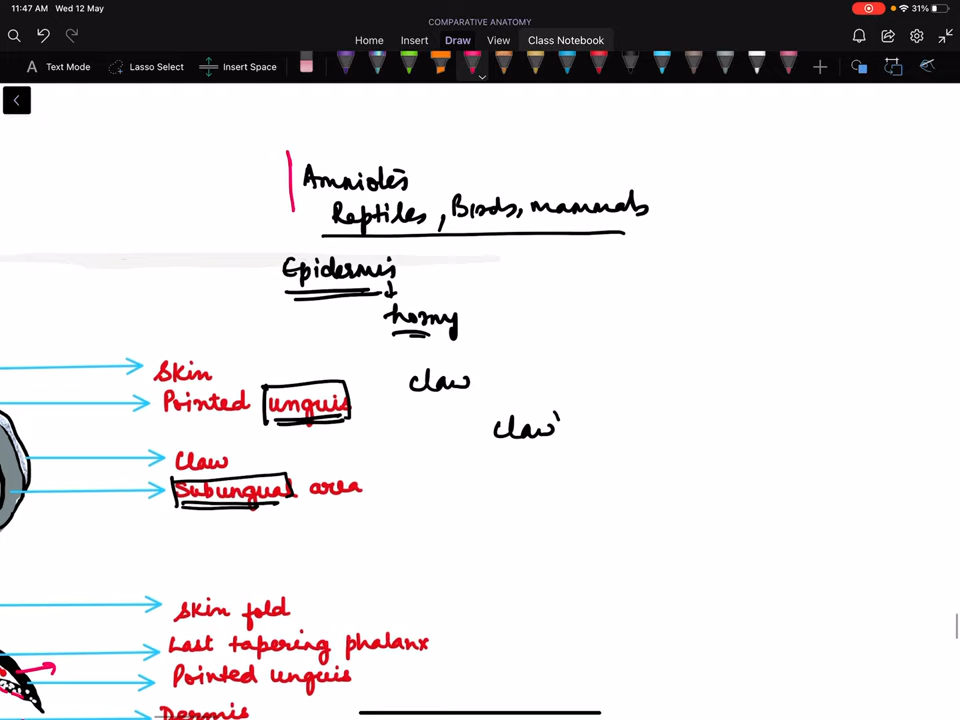 11:47 AM Wed 12 May
31%
COMPARATIVE ANATOMY
Home Insert Draw View Class Notebook
A Text Mode Lasso Select Insert Space
Amniotes
Reptiles, Birds, mammals
Epidermis
horny
Skin
claw
Pointed unguis
claw
Claw
Subungual area
Skin fold
Last tapering phalanx
Pointed unguis
Dermis